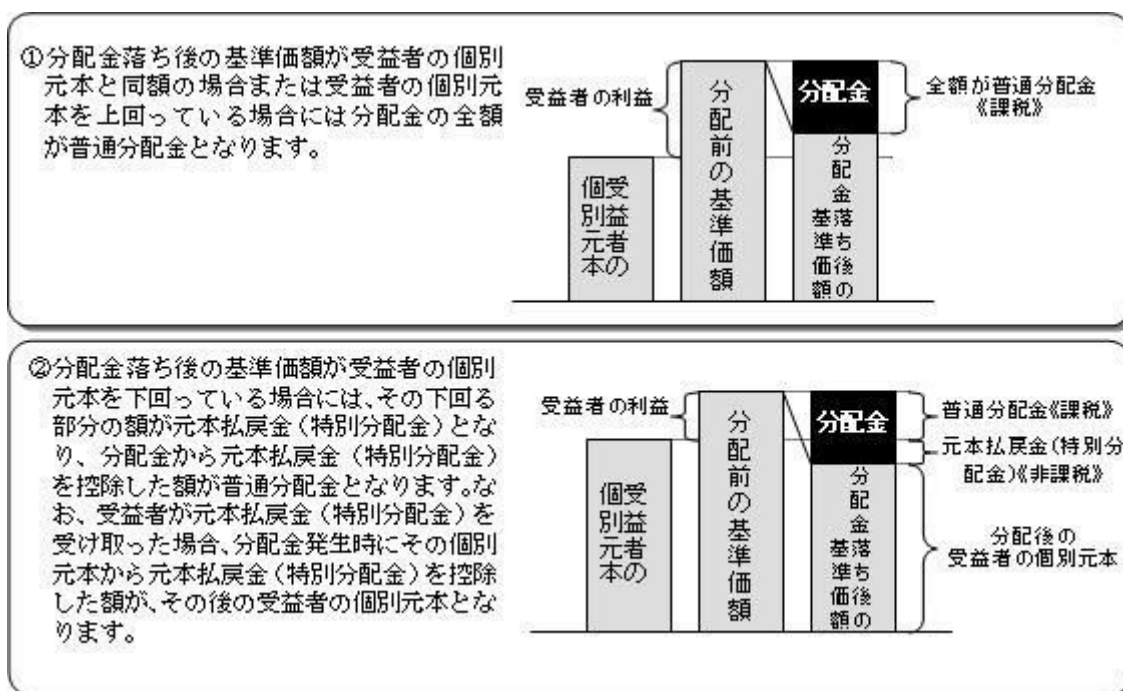 ①分配金落ち後の基準価額が受益者の個別
元本と同額の場合または受益者の個別元
本を上回っている場合には分配金の全額
が普通分配金となります。
受益者の利益
受益者の
個別元本
分配前の基準価額
分配金
分配金落ち後の
基準価額
全額が普通分配金
《課税》
②分配金落ち後の基準価額が受益者の個別
元本を下回っている場合には、その下回る
部分の額が元本払戻金(特別分配金)とな
り、分配金から元本払戻金(特別分配金)
を控除した額が普通分配金となります。な
お、受益者が元本払戻金(特別分配金)を
受け取った場合、分配金発生時にその個別
元本から元本払戻金(特別分配金)を控除
した額が、その後の受益者の個別元本とな
ります。
受益者の利益
受益者の
個別元本
分配前の基準価額
分配金
分配金落ち後の
基準価額
普通分配金《課税》
元本払戻金(特別分
配金)《非課税》
分配後の
受益者の個別元本